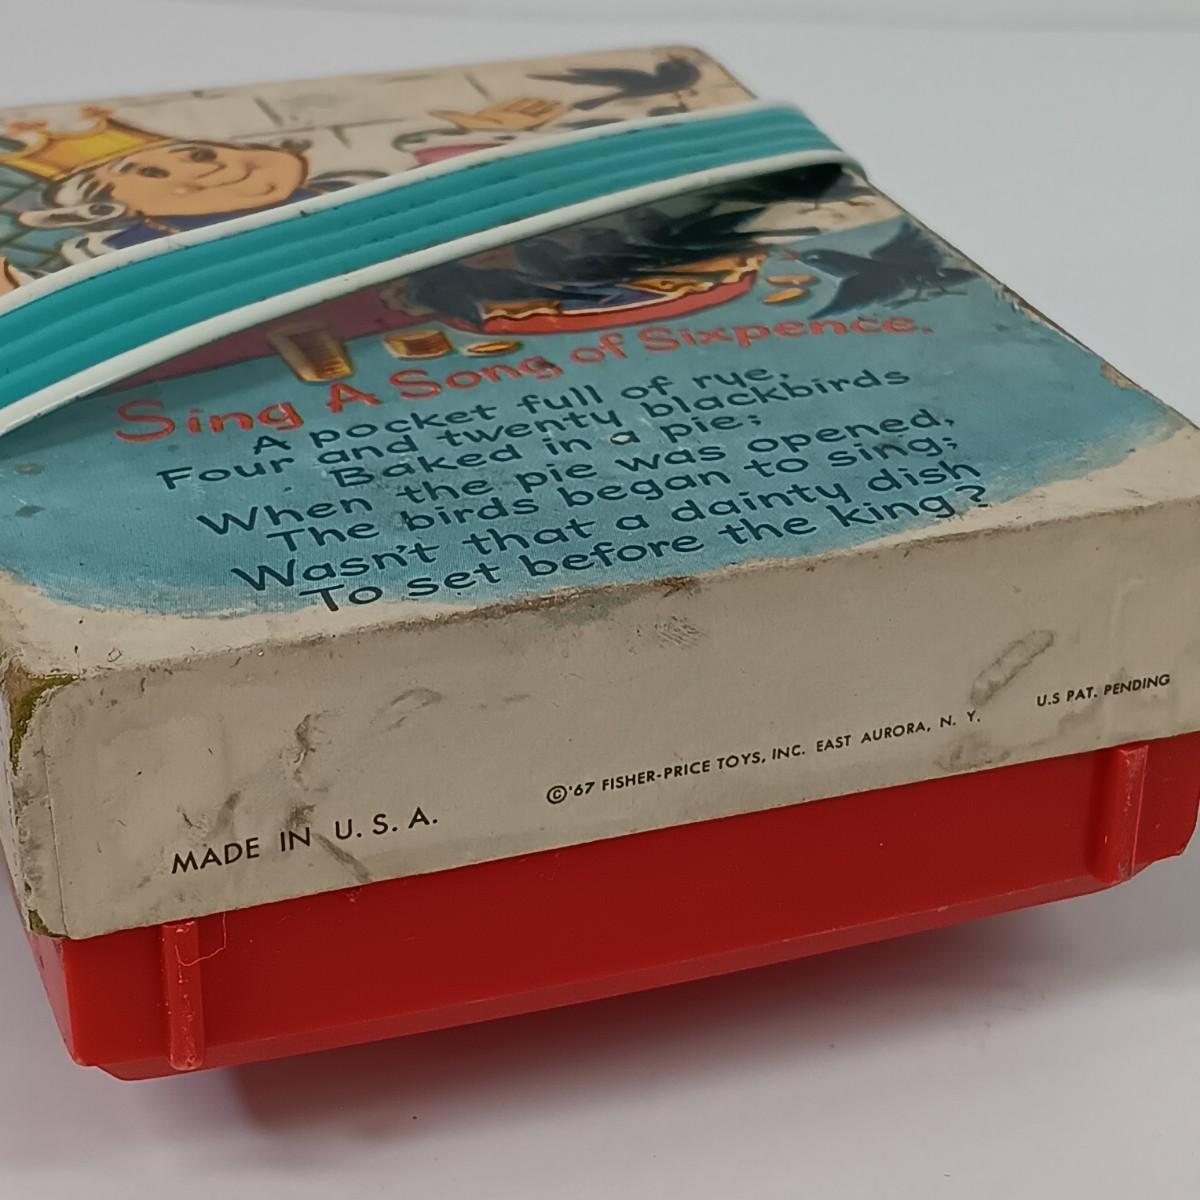 Sing A Song of Sixpence.
A pocket full of rye,
Four and twenty blackbirds
Baked in a pie;
When the pie was opened,
The birds began to sing;
Wasn't that a dainty dish
To set before the king?
MADE IN U. S. A.
©'67 FISHER-PRICE TOYS, INC. EAST AURORA, N. Y.
U.S PAT. PENDING